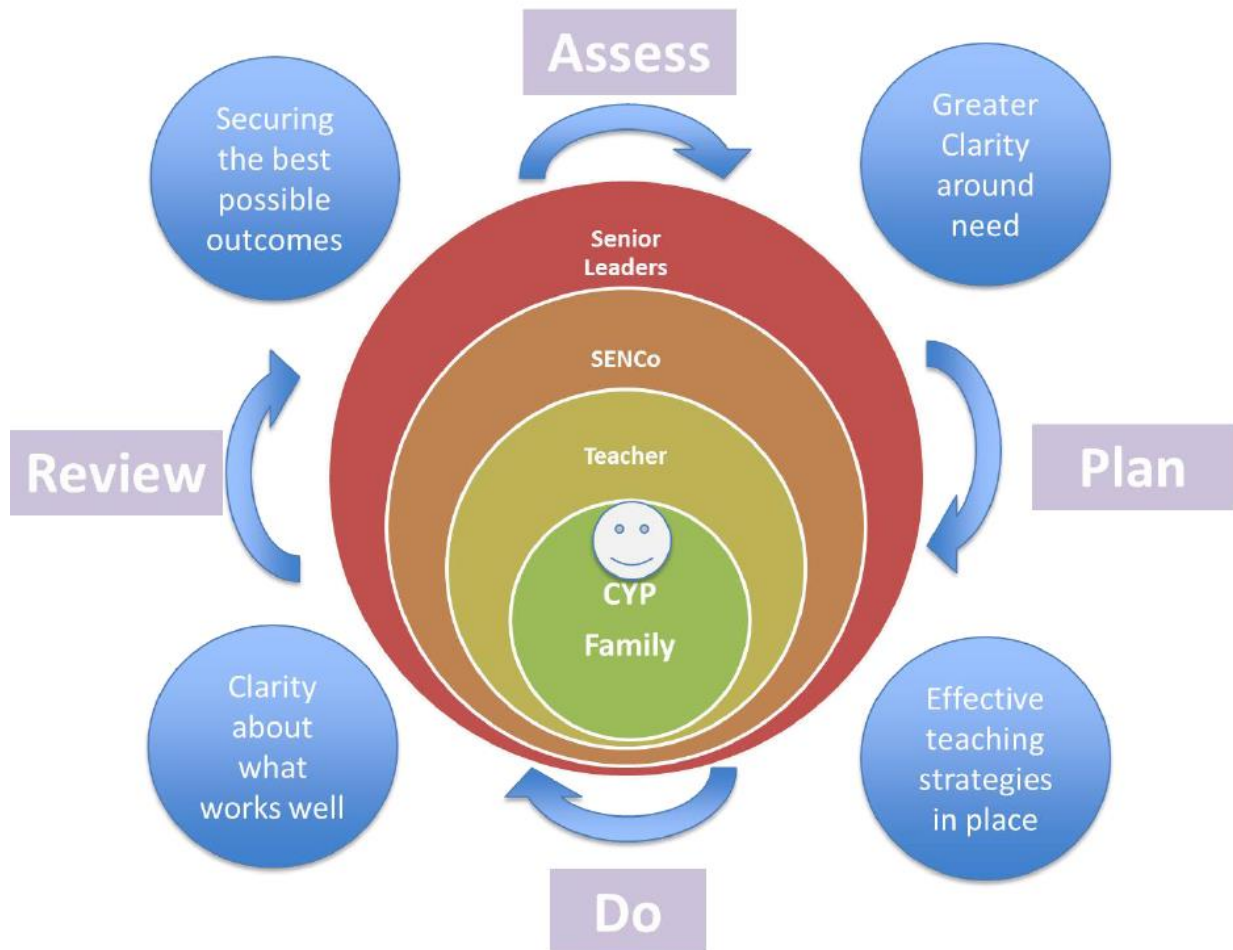 Assess
Securing
the best
possible
outcomes
Greater
Clarity
around
need
Senior
Leaders
SENCo
Teacher
Review
Plan
CYP
Family
Clarity
about
what
works well
Effective
teaching
strategies
in place
Do